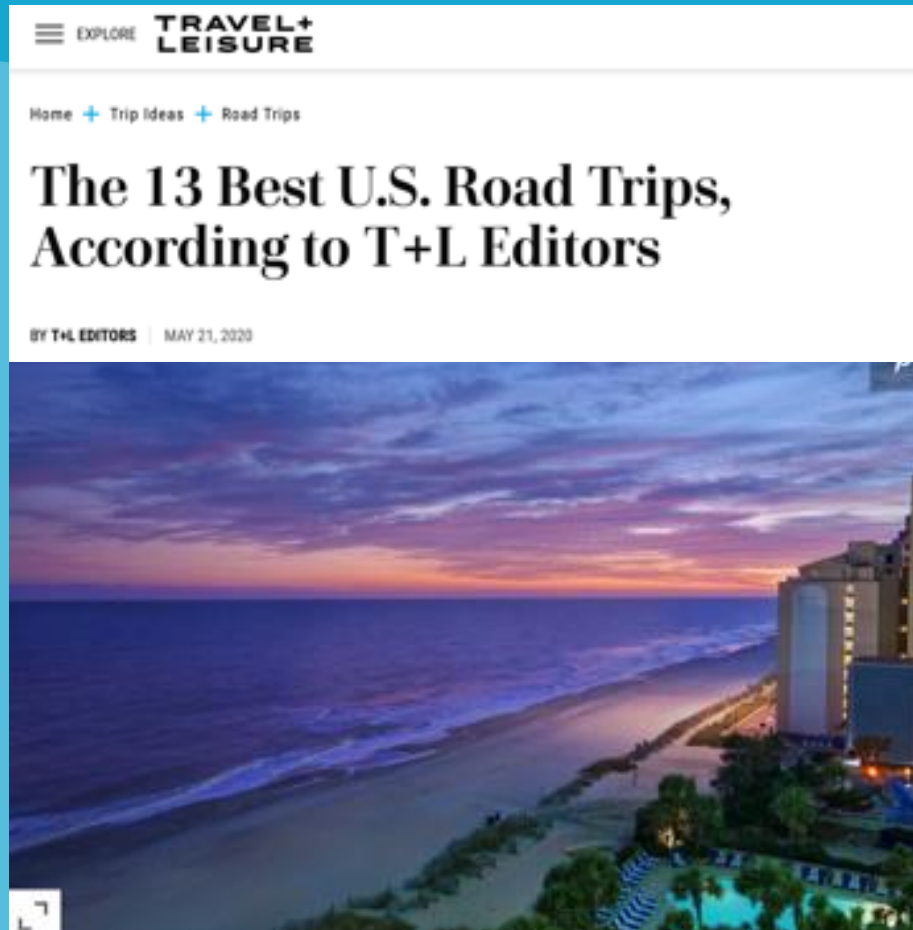 EXPLORE
TRAVEL+
LEISURE
Home + Trip Ideas + Road Trips
The 13 Best U.S. Road Trips,
According to T+L Editors
BY T+L EDITORS | MAY 21, 2020